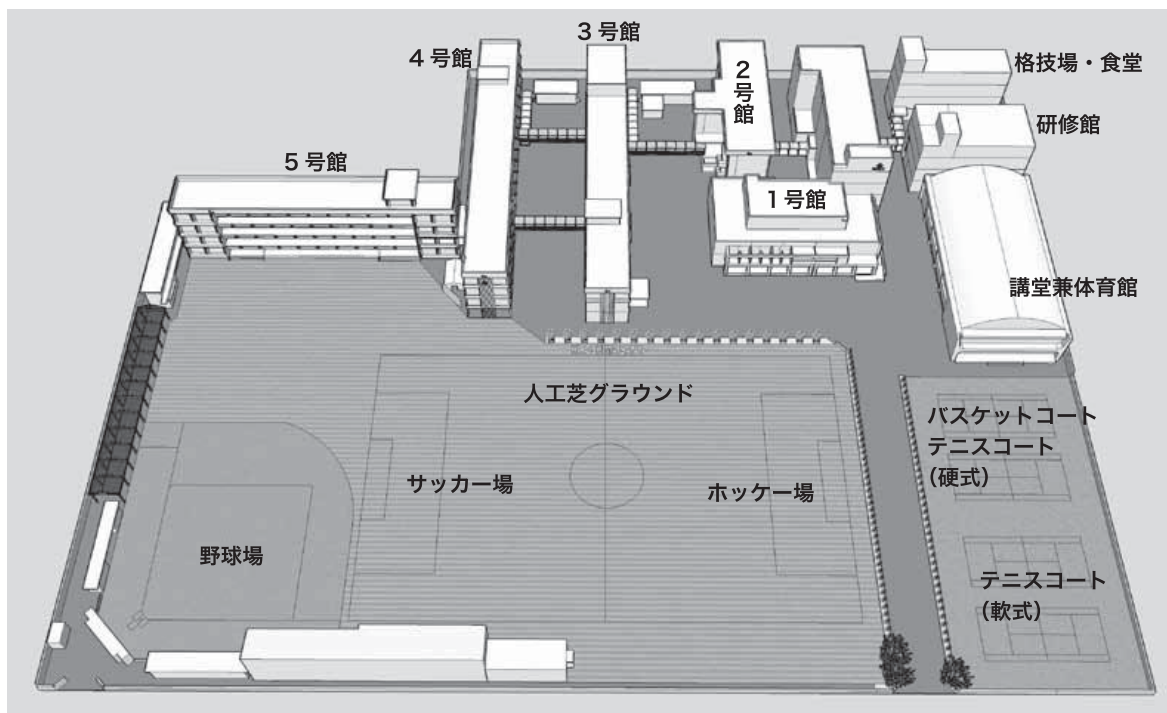 3号館
4号館
2号館
格技場・食堂
研修館
5号館
1号館
講堂兼体育館
人工芝グラウンド
バスケットコート
テニスコート
（硬式）
サッカー場
ホッケー場
野球場
テニスコート
（軟式）